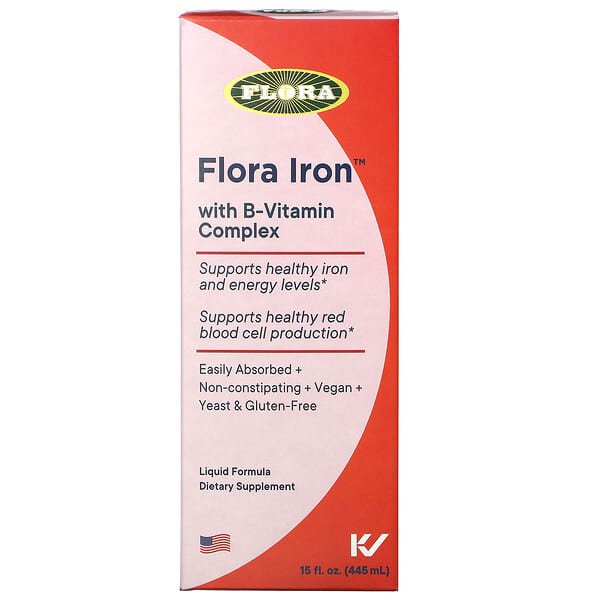 FLORA
Flora Iron™
with B-Vitamin
Complex
Supports healthy iron
and energy levels*
Supports healthy red
blood cell production*
Easily Absorbed +
Non-constipating + Vegan +
Yeast & Gluten-Free
Liquid Formula
Dietary Supplement
KV
15 fl. oz. (445 mL)